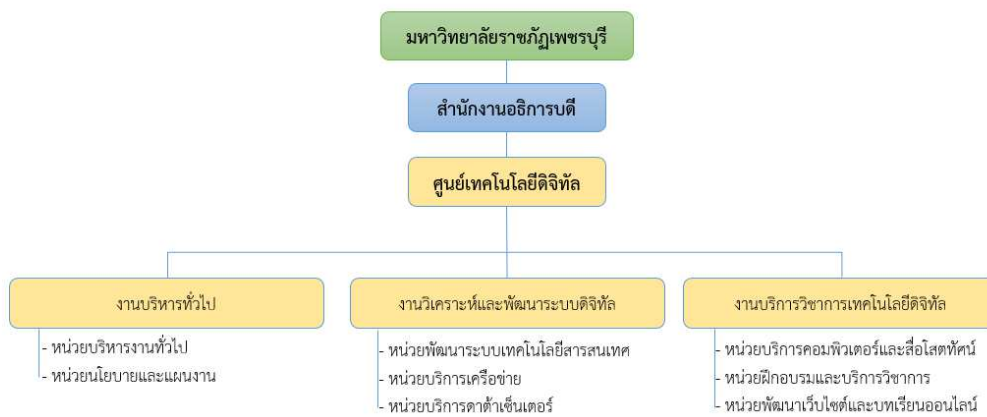 มหาวิทยาลัยราชภัฏเพชรบุรี
สำนักงานอธิการบดี
ศูนย์เทคโนโลยีดิจิทัล
งานบริหารทั่วไป
- หน่วยบริหารงานทั่วไป
- หน่วยนโยบายและแผนงาน
งานวิเคราะห์และพัฒนาระบบดิจิทัล
- หน่วยพัฒนาระบบเทคโนโลยีสารสนเทศ
- หน่วยบริการเครือข่าย
- หน่วยบริการดาต้าเซ็นเตอร์
งานบริการวิชาการเทคโนโลยีดิจิทัล
- หน่วยบริการคอมพิวเตอร์และสื่อโสตทัศน์
- หน่วยฝึกอบรมและบริการวิชาการ
- หน่วยพัฒนาเว็บไซต์และบทเรียนออนไลน์